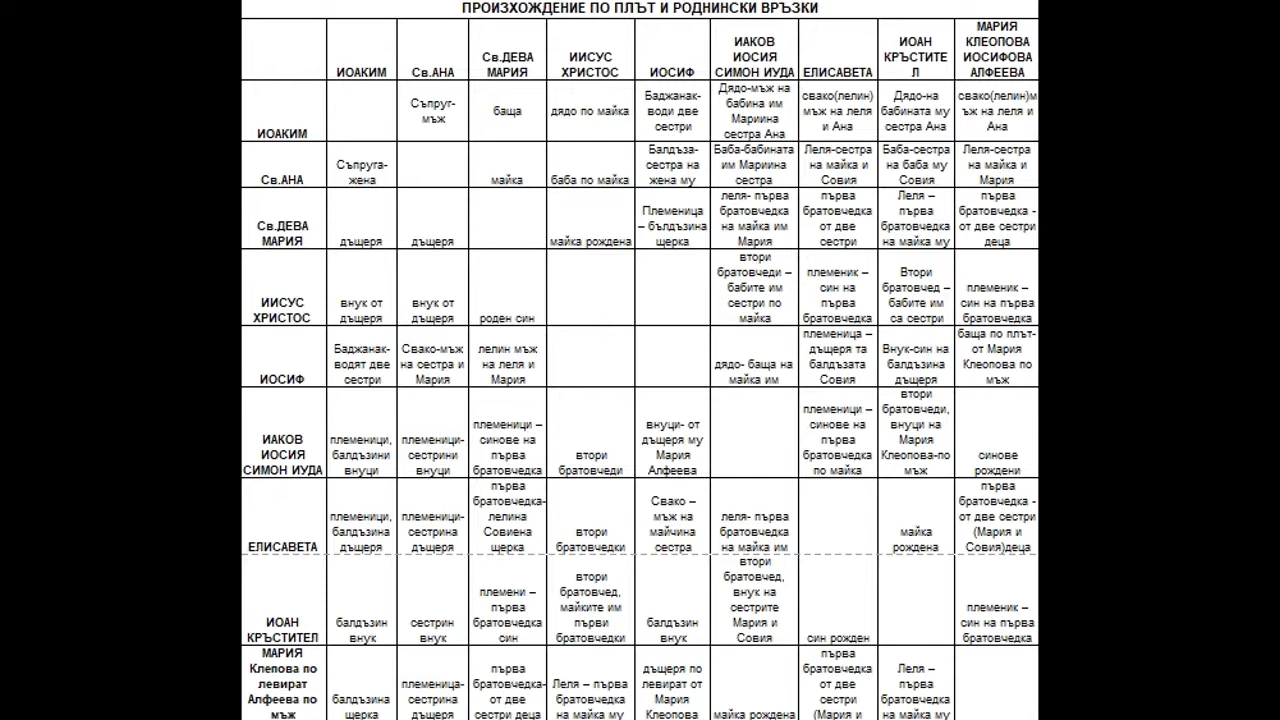 ПРОИЗХОЖДЕНИЕ ПО ПЛЪТ И РОДНИНСКИ ВРЪЗКИ
ИОАКИМ
Св.АНА
Св.ДЕВА
МАРИЯ
ИИСУС
ХРИСТОС
ИОСИФ
ИАКОВ
ИОСИЯ
СИМОН ИУДА
ЕЛИСАВЕТА
ИОАН
КРЪСТИТЕ
Л
МАРИЯ
КЛЕОПОВА
ИОСИФОВА
АЛФЕЕВА
ИОАКИМ
Съпруг-
мъж
баща
дядо по майка
Баджанак-
води две
сестри
Дядо-мъж на
бабина им
Мариина
сестра Ана
свако(лелин)
мъж на леля
и Ана
Дядо-на
бабината му
сестра Ана
свако(лелин)м
ъж на леля и
Ана
Св.АНА
Съпруга-
жена
майка
баба по майка
Балдъза-
сестра на
жена му
Баба-бабината
им Мариина
сестра
Леля-сестра
на майка и
Совия
Баба-сестра
на баба му
Совия
Леля-сестра
на майка и
Мария
Св.ДЕВА
МАРИЯ
дъщеря
дъщеря
майка рождена
Племеница
– бълдъзина
щерка
леля- първа
братовчедка
на майка им
Мария
първа
братовчедка
от две
сестри
Леля –
първа
братовчедка
на майка му
първа
братовчедка -
от две сестри
деца
ИИСУС
ХРИСТОС
внук от
дъщеря
внук от
дъщеря
роден син
втори
братовчеди –
бабите им
сестри по
майка
племеник –
син на
първа
братовчедка
Втори
братовчед –
бабите им
са сестри
племеник –
син на първа
братовчедка
ИОСИФ
Баджанак-
водят две
сестри
Свако-мъж
на сестра и
Мария
лелин мъж
на леля и
Мария
дядо- баща на
майка им
племеница –
дъщеря та
балдъзата
Совия
Внук-син на
балдъзина
дъщеря
баща по плът-
от Мария
Клеопова по
мъж
ИАКОВ
ИОСИЯ
СИМОН ИУДА
племеници,
балдъзини
внуци
племеници-
сестрини
внуци
племеници –
синове на
първа
братовчедка
втори
братовчеди
внуци- от
дъщеря му
Мария
Алфеева
племеници –
синове на
първа
братовчедка
по майка
втори
братовчеди,
внуци на
Мария
Клеопова-по
мъж
синове
рождени
ЕЛИСАВЕТА
племеници,
балдъзина
дъщеря
племеници-
сестрина
дъщеря
първа
братовчедка-
лелина
Совиена
щерка
втори
братовчедки
Свако –
мъж на
майчина
сестра
леля- първа
братовчедка
на майка им
майка
рождена
първа
братовчедка -
от две сестри
(Мария и
Совия)деца
ИОАН
КРЪСТИТЕЛ
балдъзин
внук
сестрин
внук
племени –
първа
братовчедка
син
втори
братовчед,
майките им
първи
братовчедки
балдъзин
внук
втори
братовчед,
внук на
сестрите
Мария и
Совия
син рожден
племеник –
син на първа
братовчедка
МАРИЯ
Клепова по
левират
Алфеева по
мъж
балдъзина
щерка
племеница-
сестрина
дъщеря
първа
братовчедка-
от две
сестри деца
Леля – първа
братовчедка
на майка му
дъщеря по
левират от
Мария
Клеопова
майка рождена
първа
братовчедка
от две
сестри
(Мария и
Леля –
първа
братовчедка
на майка му